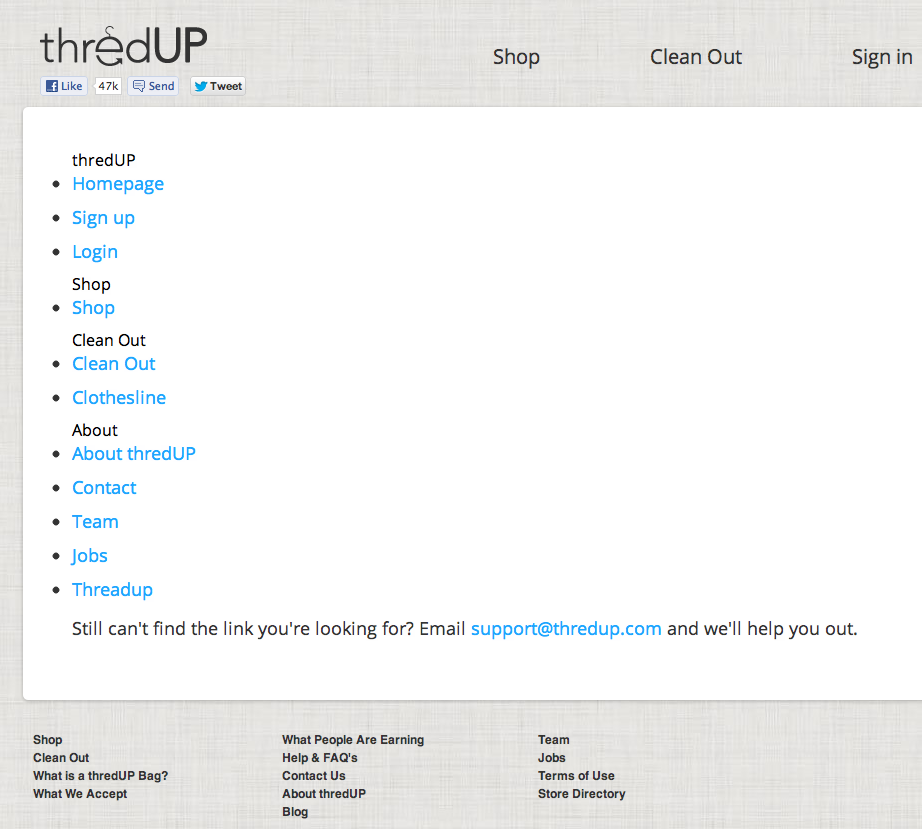 thredUP
Shop Clean Out Sign in
Like 47k Send Tweet
thredUP
Homepage
Sign up
Login
Shop
Shop
Clean Out
Clean Out
Clothesline
About
About thredUP
Contact
Team
Jobs
Threadup
Still can't find the link you're looking for? Email support@thredup.com and we'll help you out.
Shop
Clean Out
What is a thredUP Bag?
What We Accept
What People Are Earning
Help & FAQ's
Contact Us
About thredUP
Blog
Team
Jobs
Terms of Use
Store Directory